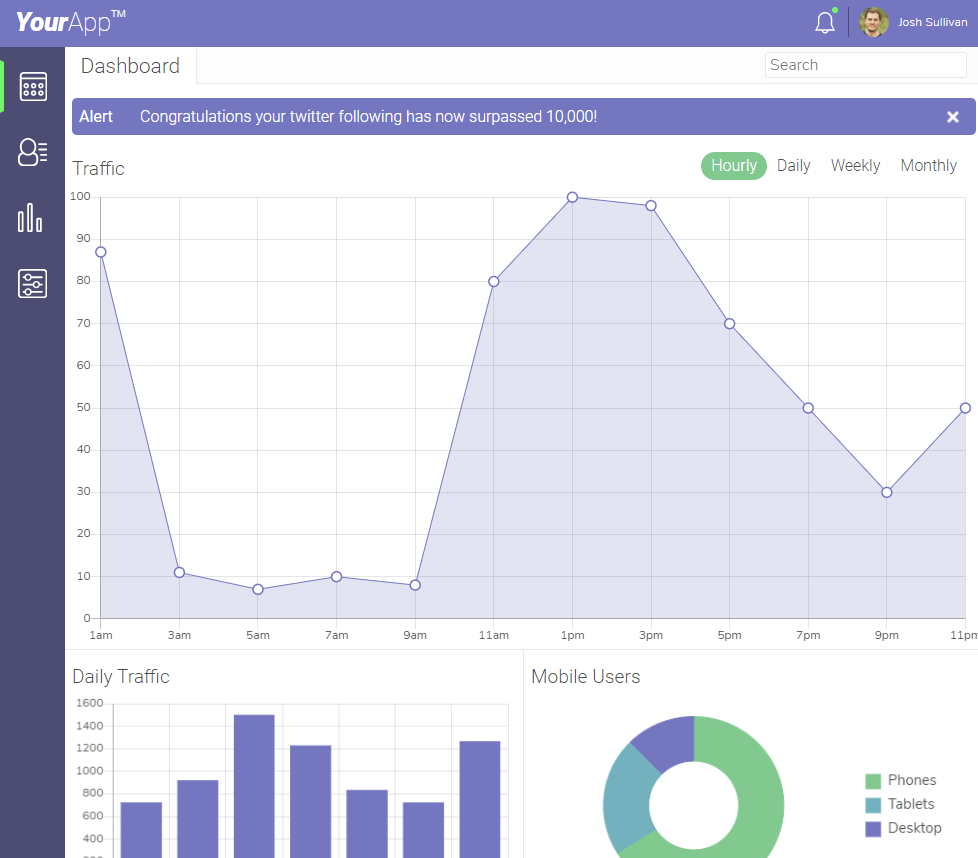 YourApp™
Josh Sullivan
Dashboard
Search
Alert Congratulations your twitter following has now surpassed 10,000!
Traffic
Hourly Daily Weekly Monthly
100
90
80
70
60
50
40
30
20
10
0
1am 3am 5am 7am 9am 11am 1pm 3pm 5pm 7pm 9pm 11pm
Daily Traffic
1600
1400
1200
1000
800
600
400
Mobile Users
Phones
Tablets
Desktop